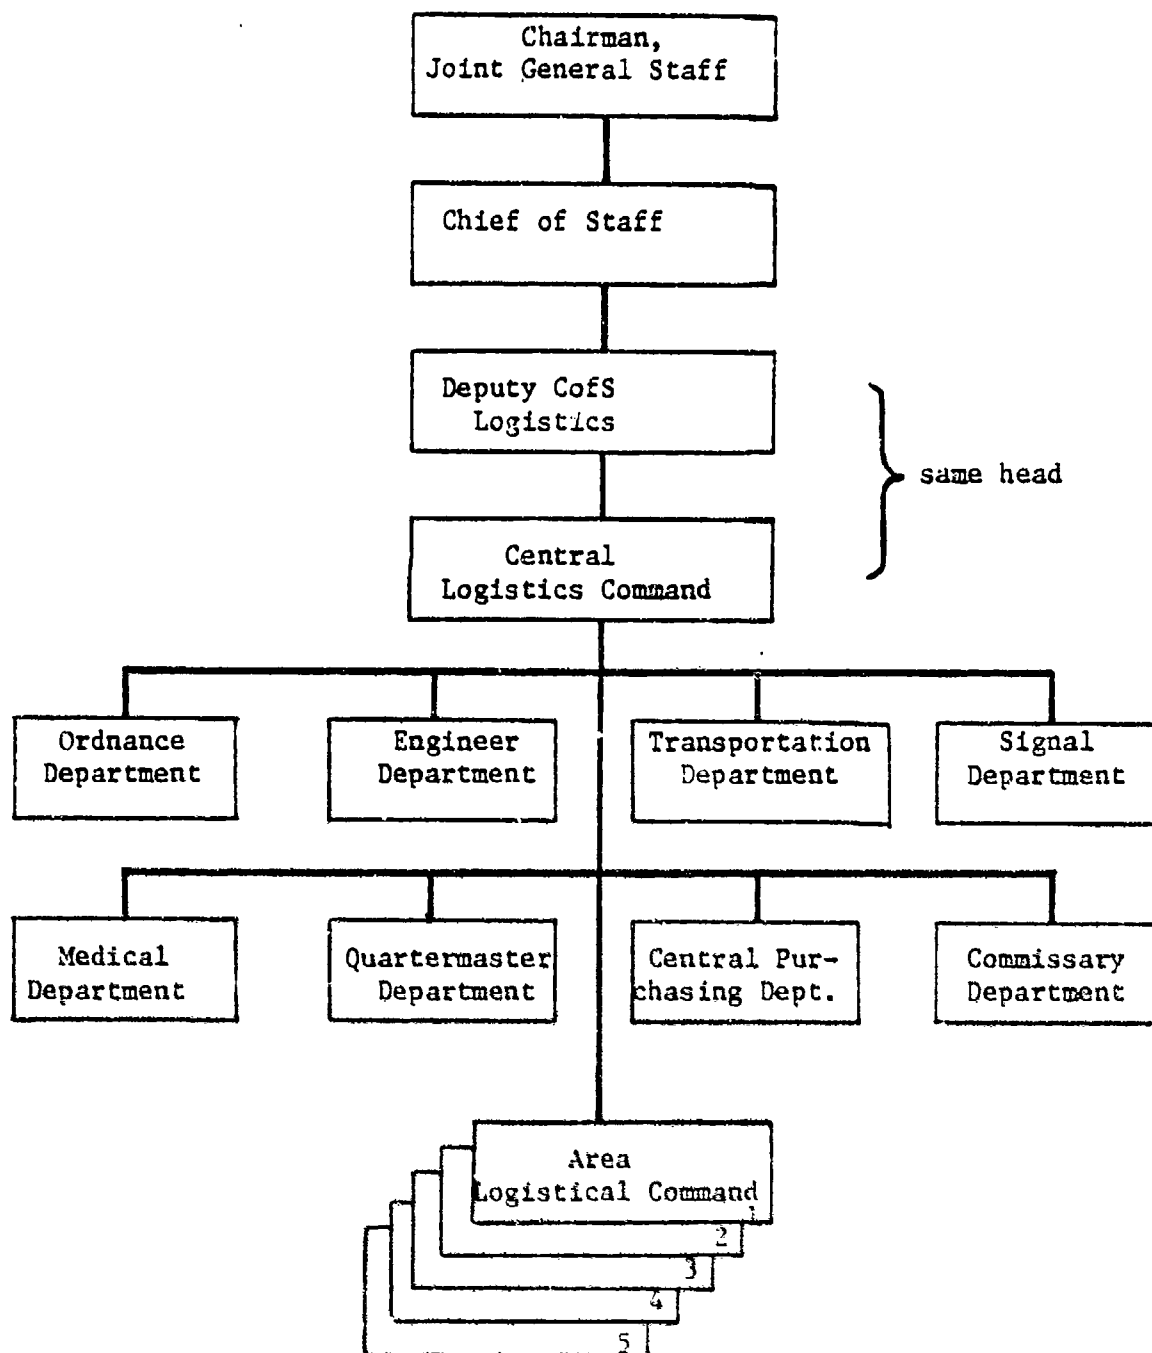 Chairman,
Joint General Staff
Chief of Staff
Deputy CofS
Logistics
same head
Central
Logistics Command
Ordnance
Department
Engineer
Department
Transportation
Department
Signal
Department
Medical
Department
Quartermaster
Department
Central Pur-
chasing Dept.
Commissary
Department
Area
Logistical Command
1
2
3
4
5